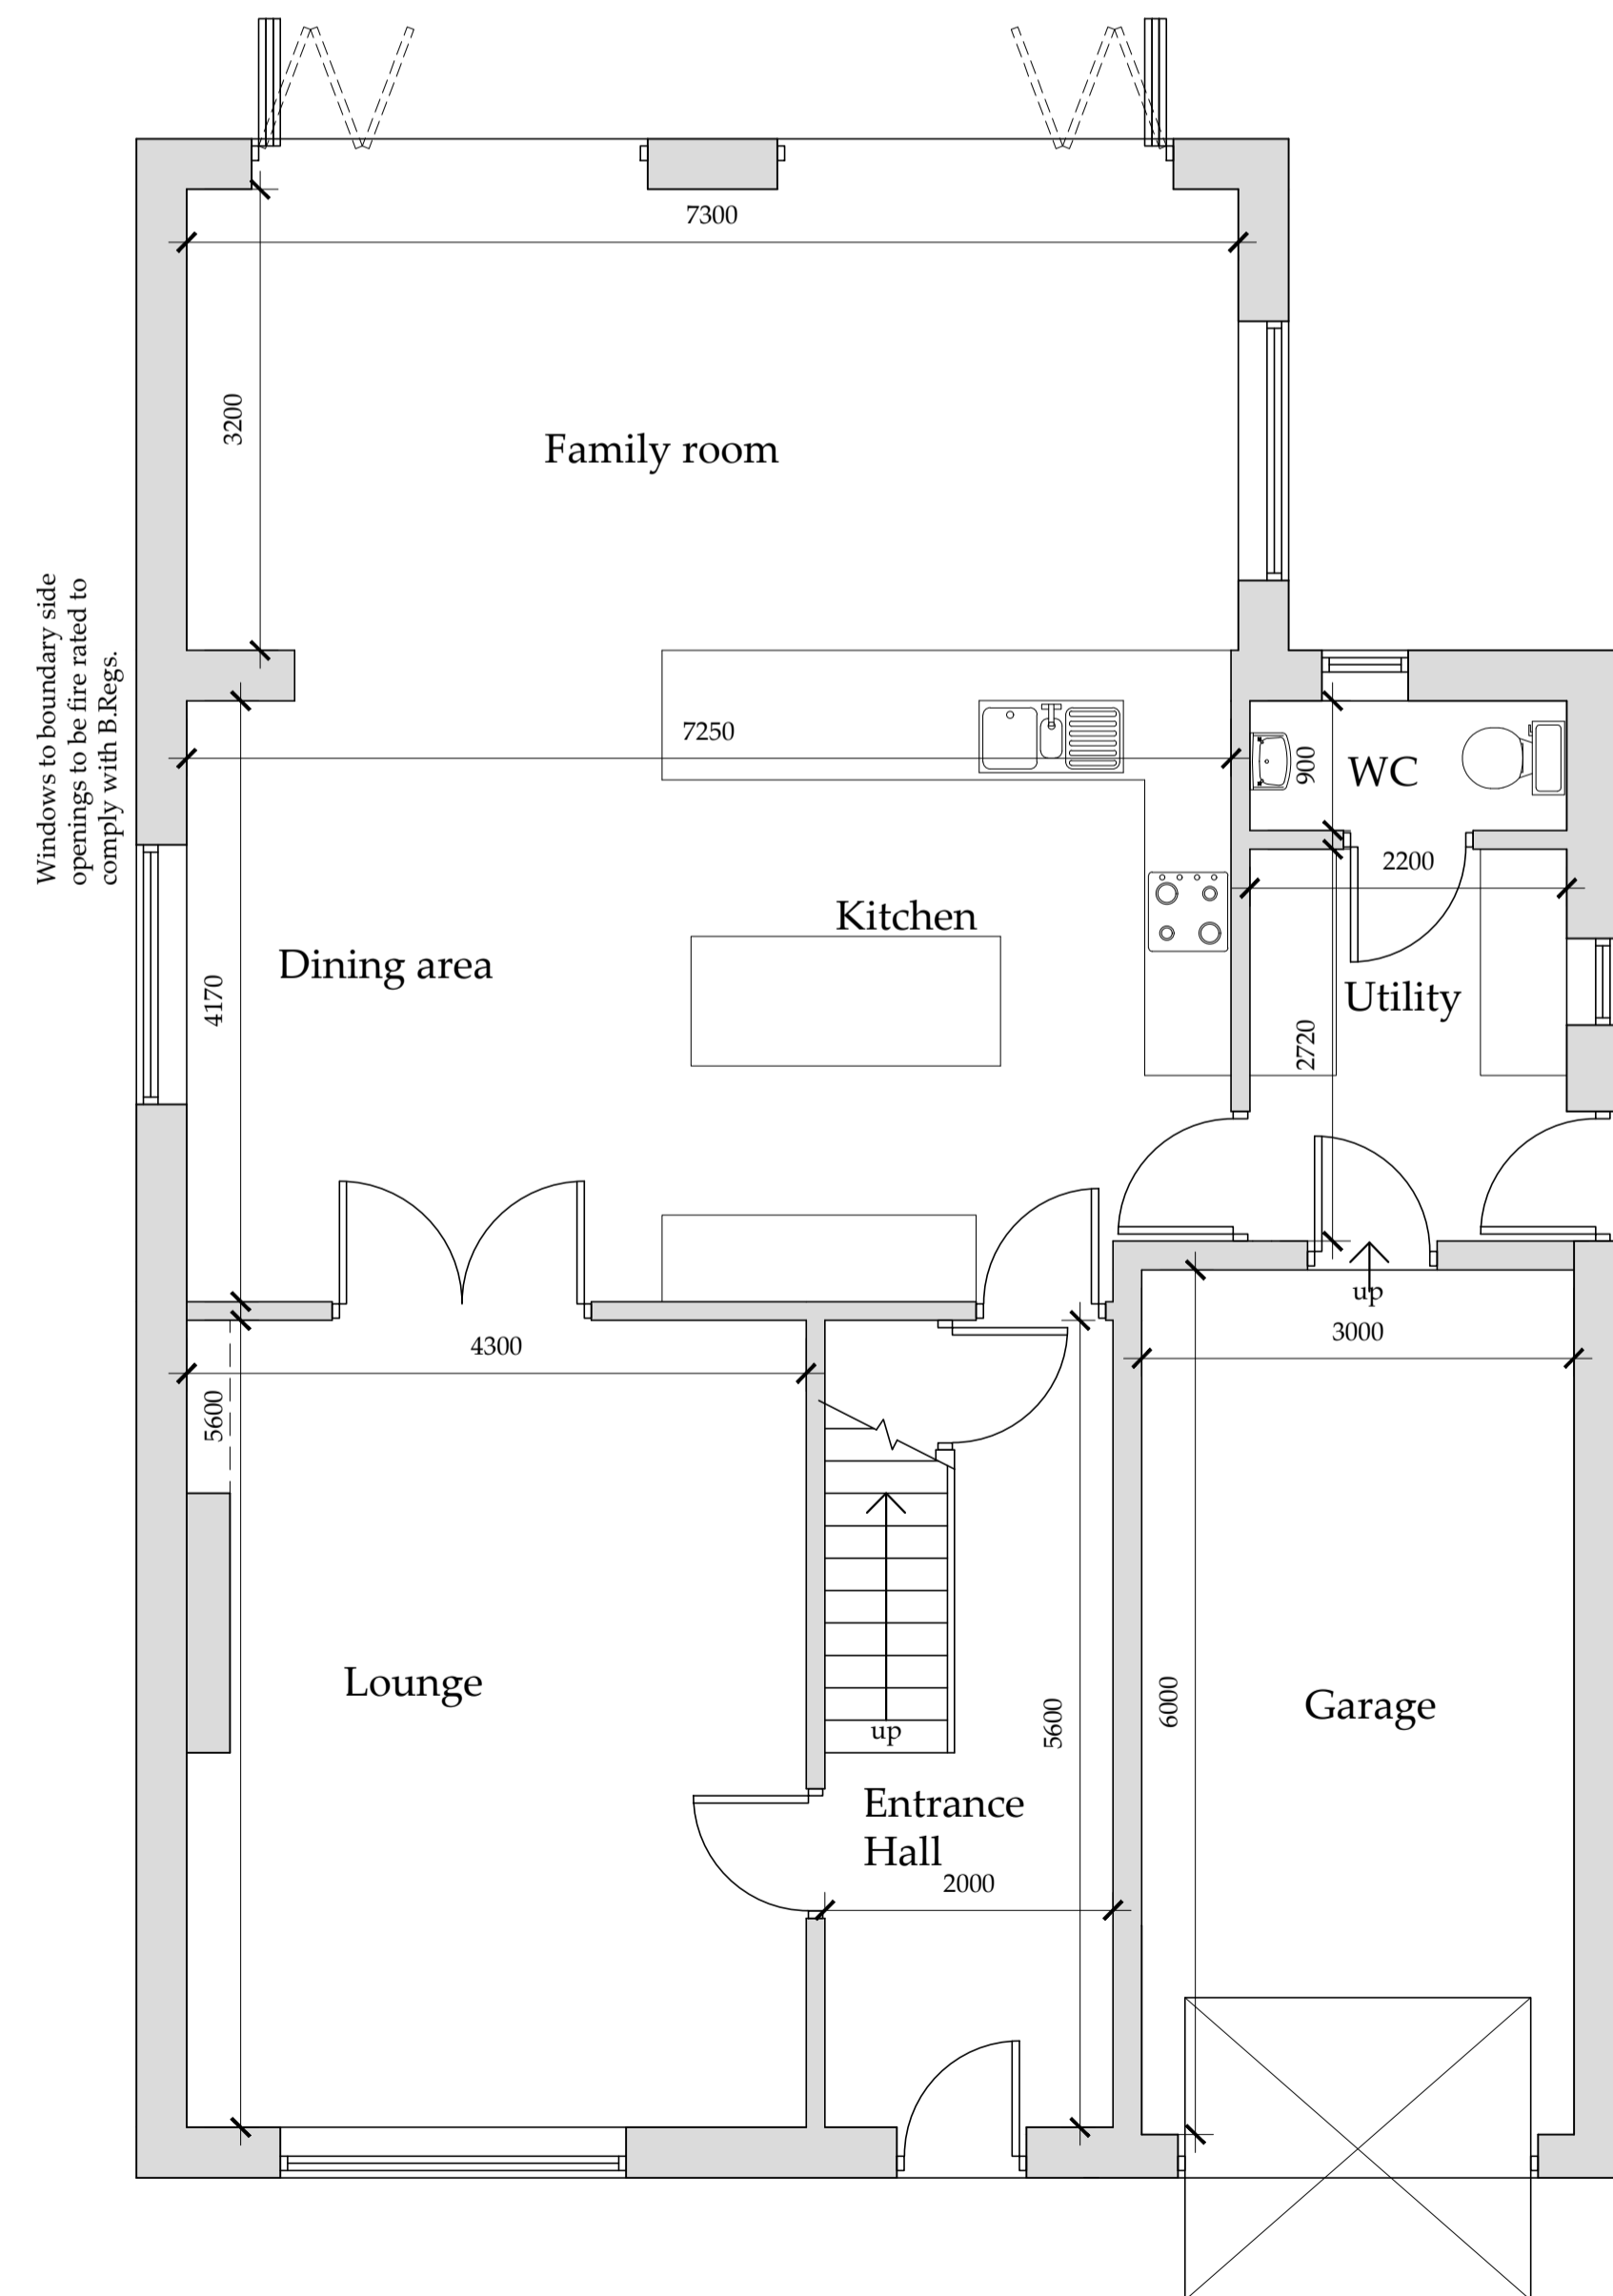 7300
3200
Family room
Windows to boundary side
openings to be fire rated to
comply with B.Regs.
7250
900
WC
2200
Kitchen
Dining area
4170
Utility
2720
up
3000
4300
5600
Lounge
up
5600
6000
Garage
Entrance
Hall
2000